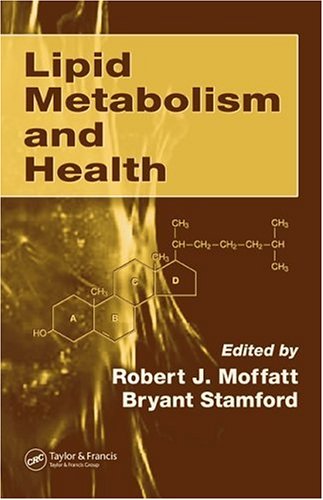 Lipid
Metabolism
and
Health
CH3
CH3
CH—CH2—CH2—CH2—CH
CH3
CH3
CH3
C
D
A
B
HO
Edited by
Robert J. Moffatt
Bryant Stamford
CRC
Taylor & Francis
Taylor & Francis Group